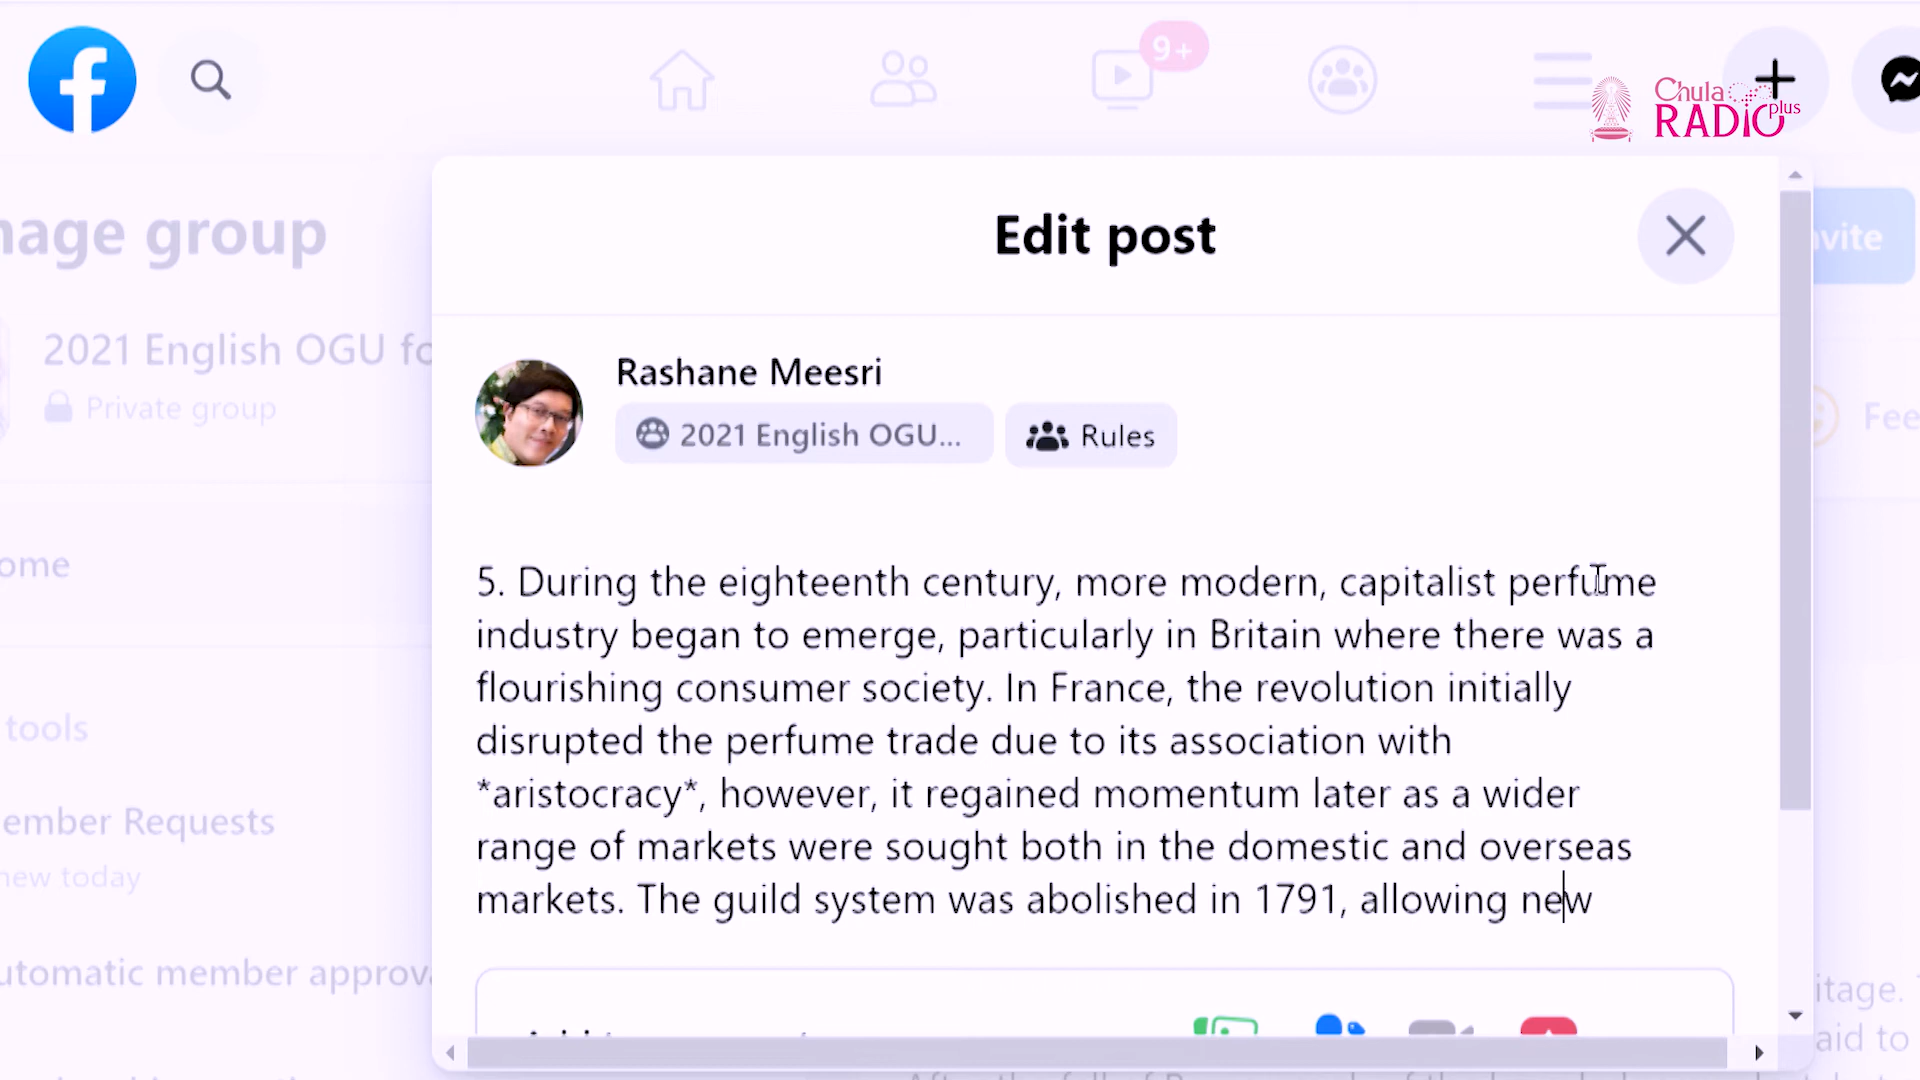 9+
Chula
RADIO plus
nage group
Edit post
nvite
2021 English OGU fo
Private group
Rashane Meesri
2021 English OGU...
Rules
Fee
ome
5. During the eighteenth century, more modern, capitalist perfume
industry began to emerge, particularly in Britain where there was a
flourishing consumer society. In France, the revolution initially
disrupted the perfume trade due to its association with
*aristocracy*, however, it regained momentum later as a wider
range of markets were sought both in the domestic and overseas
markets. The guild system was abolished in 1791, allowing new
tools
ember Requests
new today
utomatic member approva
itage.
aid to